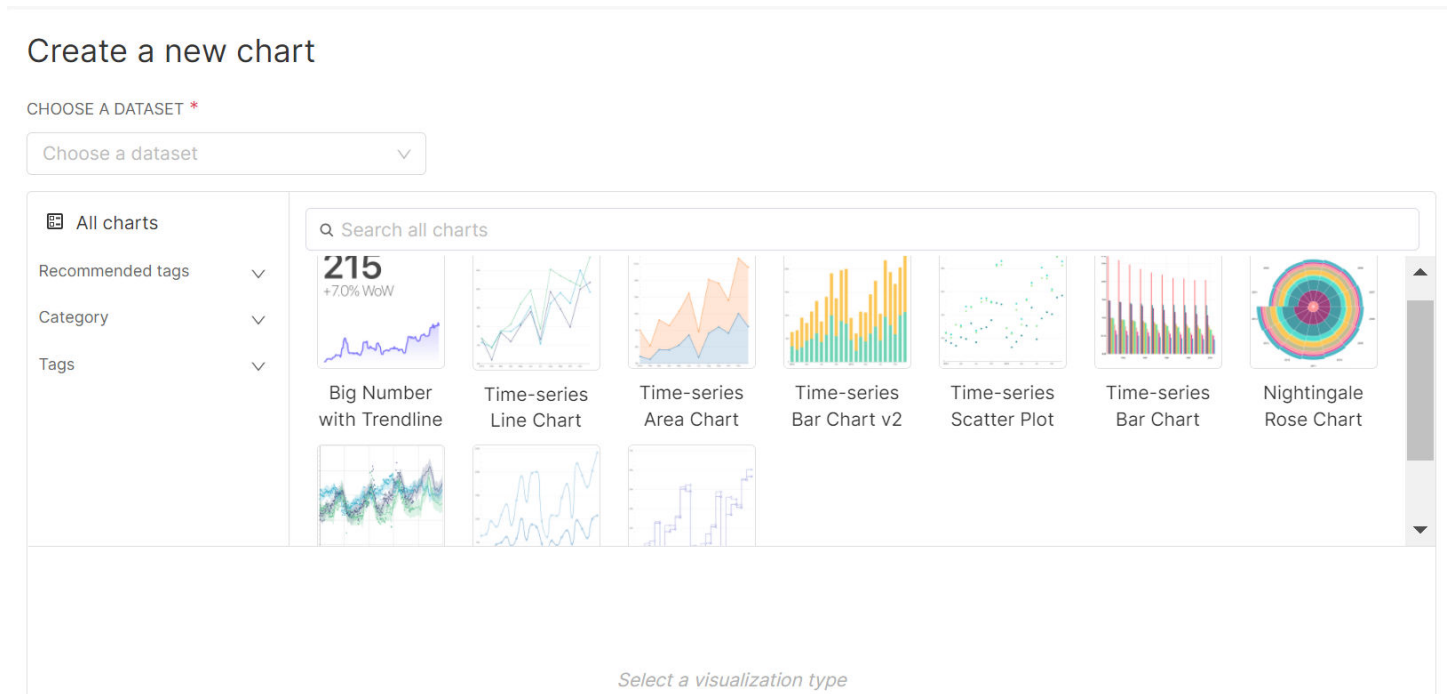 Create a new chart
CHOOSE A DATASET *
Choose a dataset
All charts
Recommended tags
Category
Tags
Search all charts
215
+7.0% WoW
Big Number
with Trendline
Time-series
Line Chart
Time-series
Area Chart
Time-series
Bar Chart v2
Time-series
Scatter Plot
Time-series
Bar Chart
Nightingale
Rose Chart
Select a visualization type